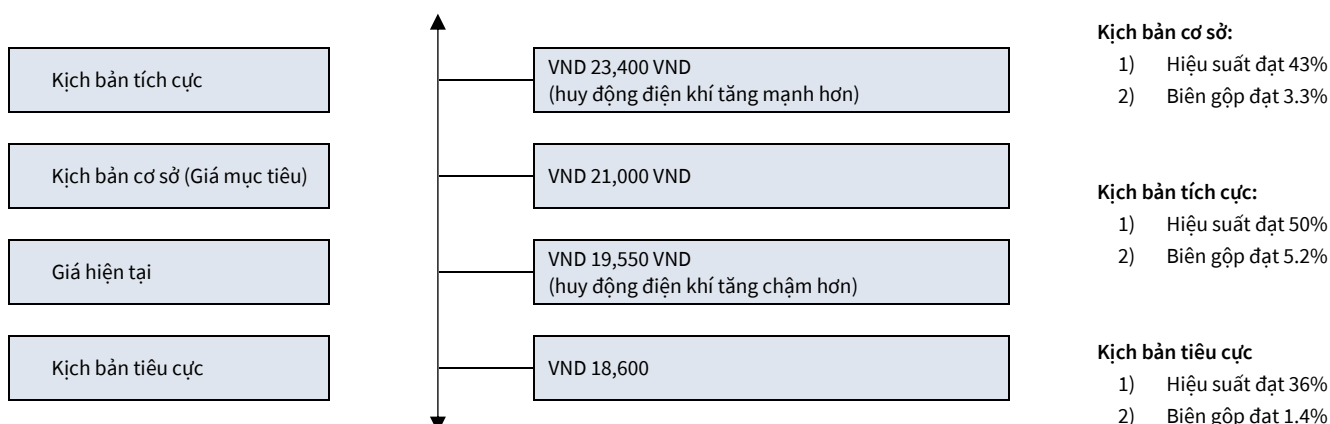 Kịch bản tích cực
VND 23,400 VND
(huy động điện khí tăng mạnh hơn)
Kịch bản cơ sở (Giá mục tiêu)
VND 21,000 VND
Giá hiện tại
VND 19,550 VND
(huy động điện khí tăng chậm hơn)
Kịch bản tiêu cực
VND 18,600
Kịch bản cơ sở:
1) Hiệu suất đạt 43%
2) Biên gộp đạt 3.3%
Kịch bản tích cực:
1) Hiệu suất đạt 50%
2) Biên gộp đạt 5.2%
Kịch bản tiêu cực
1) Hiệu suất đạt 36%
2) Biên gộp đạt 1.4%